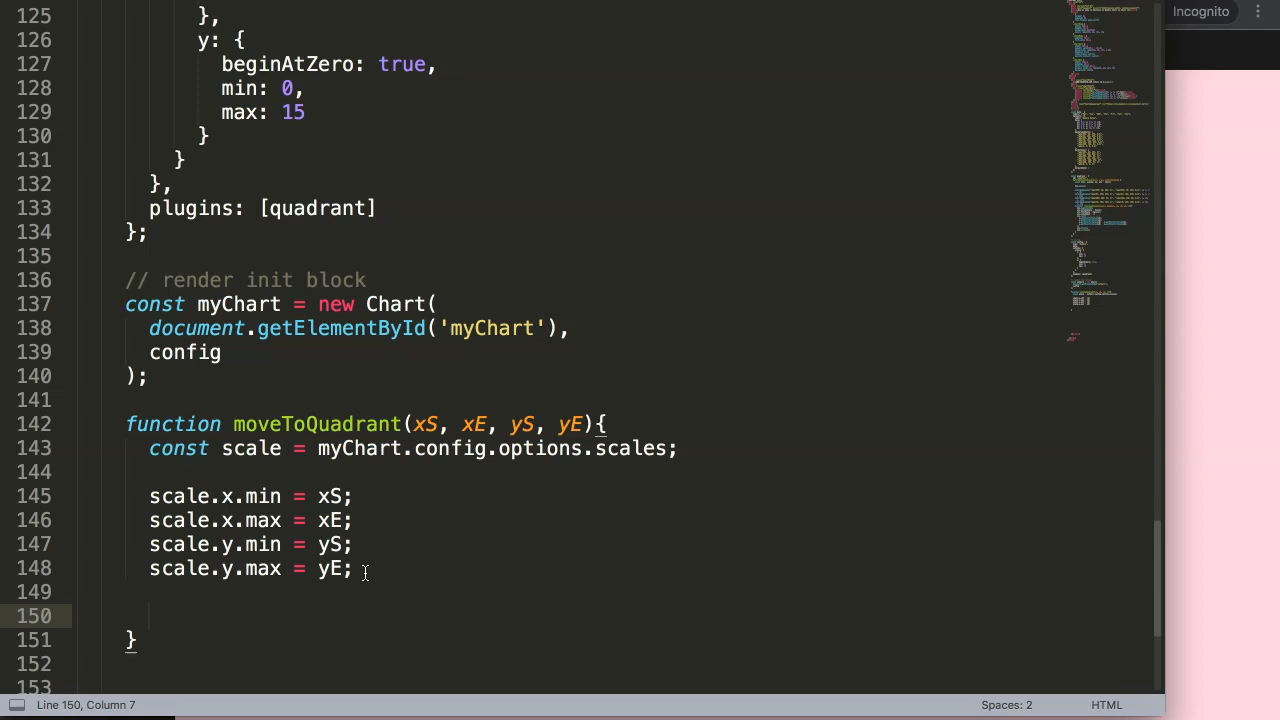 Incognito
125 },
126 y: {
127 beginAtZero: true,
128 min: 0,
129 max: 15
130 }
131 }
132 },
133 plugins: [quadrant]
134 };
135
136 // render init block
137 const myChart = new Chart(
138 document.getElementById('myChart'),
139 config
140 );
141
142 function moveToQuadrant(xS, xE, yS, yE){
143 const scale = myChart.config.options.scales;
144
145 scale.x.min = xS;
146 scale.x.max = xE;
147 scale.y.min = yS;
148 scale.y.max = yE;
149
150
151 }
152
153
Line 150, Column 7 Spaces: 2 HTML